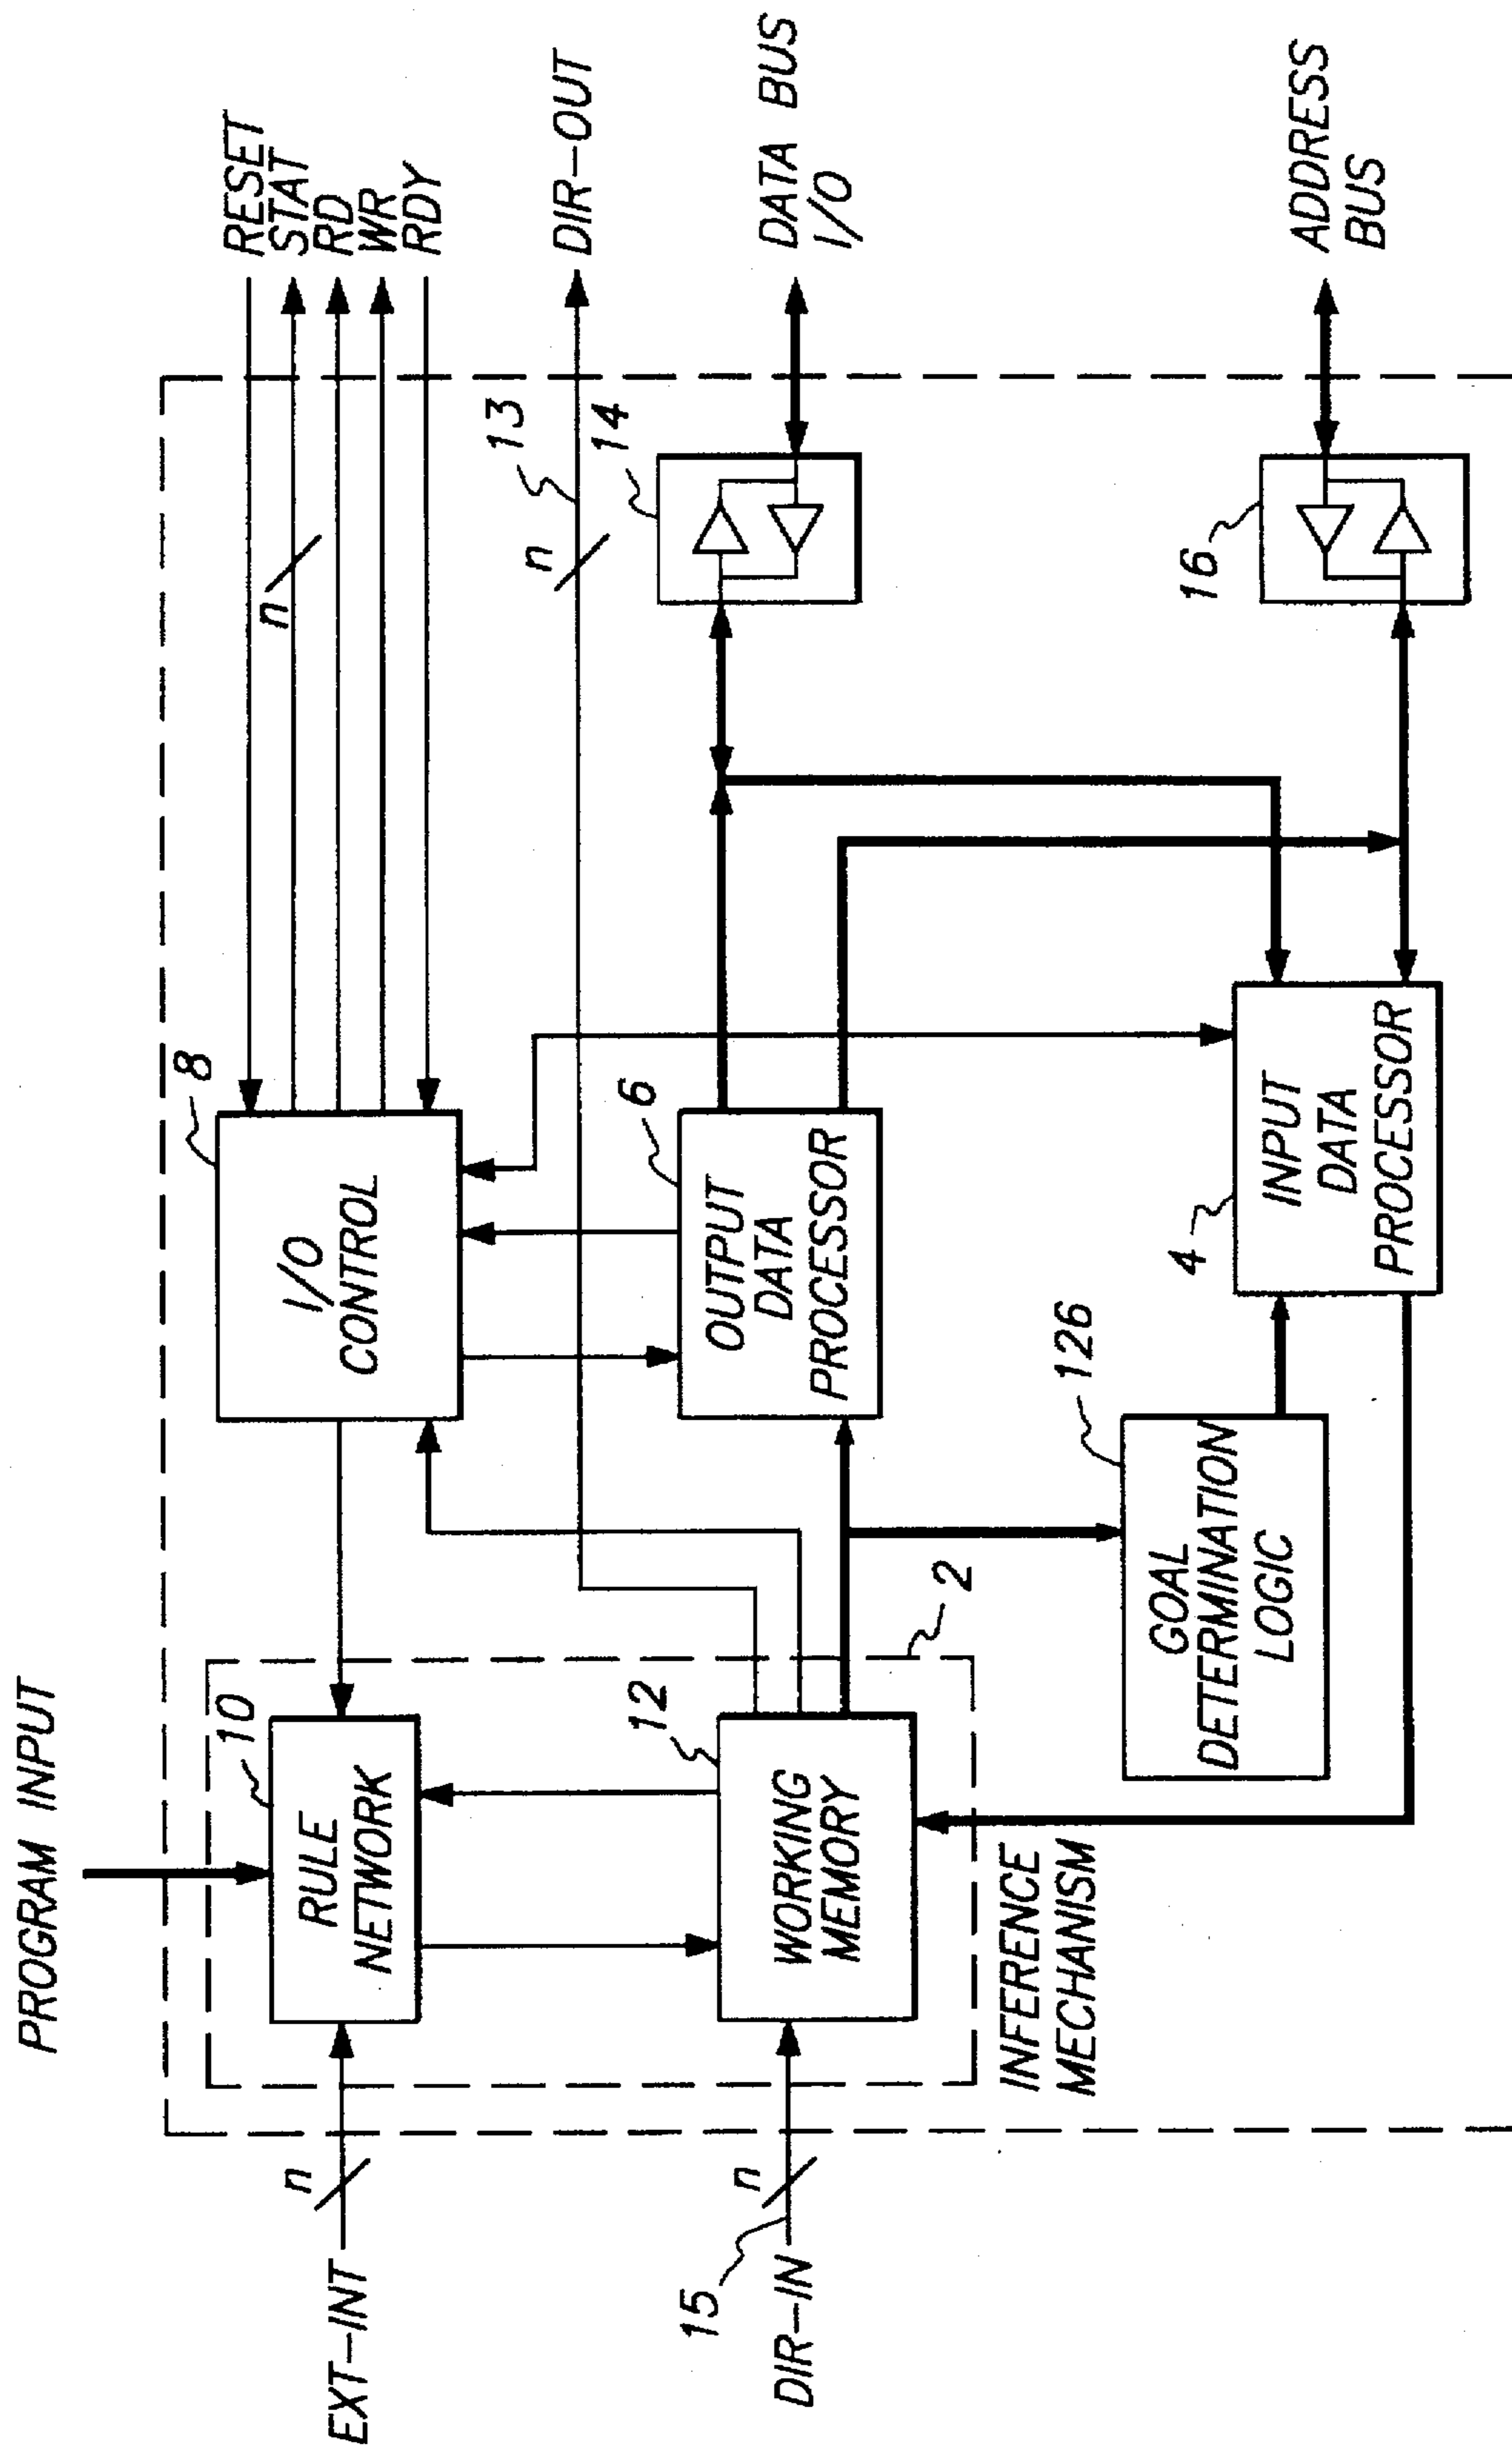 PROGRAM INPUT
EXT-INT
n
10
RULE
NETWORK
8
I/O
CONTROL
n
RESET
STAT
RD
WR
RDY
13
n
DIR-OUT
15
DIR-IN
n
12
WORKING
MEMORY
2
INFERENCE
MECHANISM
6
OUTPUT
DATA
PROCESSOR
14
DATA BUS
I/O
126
GOAL
DETERMINATION
LOGIC
4
INPUT
DATA
PROCESSOR
16
ADDRESS
BUS